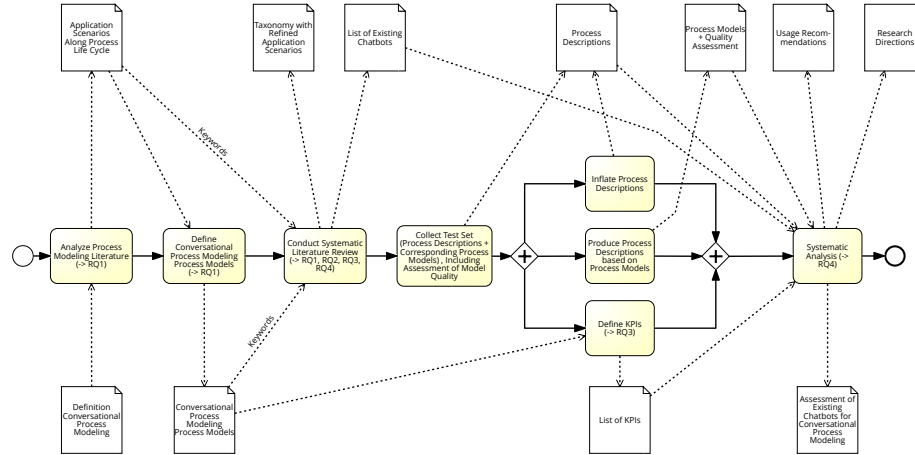 Application
Scenarios
Along Process
Life Cycle
Taxonomy with
Refined
Application
Scenarios
List of Existing
Chatbots
Process
Descriptions
Process Models
+ Quality
Assessment
Usage Recom-
mendations
Research
Directions
Keywords
Analyze Process
Modeling Literature
(-> RQ1)
Define
Conversational
Process Modeling
Process Models
(-> RQ1)
Conduct Systematic
Literature Review
(-> RQ1, RQ2, RQ3,
RQ4)
Collect Test Set
(Process Descriptions +
Corresponding Process
Models) , Including
Assessment of Model
Quality
Inflate Process
Descriptions
Produce Process
Descriptions
based on
Process Models
Define KPIs
(-> RQ3)
Systematic
Analysis (->
RQ4)
Keywords
Definition
Conversational
Process
Modeling
Conversational
Process
Modeling
Process Models
List of KPIs
Assessment of
Existing
Chatbots for
Conversational
Process
Modeling